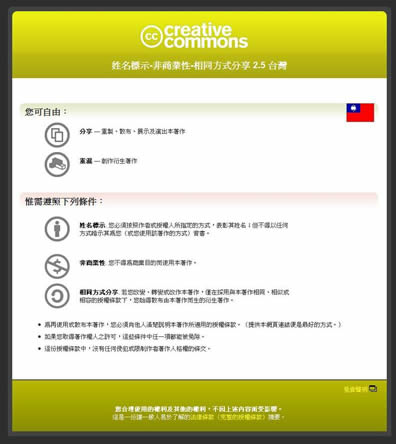 cc creative
commons
姓名標示-非商業性-相同方式分享 2.5 台灣
您可自由：
分享 — 重製、散布、展示及演出本著作
重混 — 創作衍生著作
惟需遵照下列條件：
姓名標示. 您必須按照作者或授權人所指定的方式，表彰其姓名（但不得以任何
方式暗示其為您（或您使用該著作的方式）背書。
非商業性. 您不得為商業目的而使用本著作。
相同方式分享. 若您改變、轉變或改作本著作，僅在採用與本著作相同、相似或
相容的授權條款下，您始得散布由本著作而生的衍生著作。
為再使用或散布本著作，您必須向他人清楚說明本著作所適用的授權條款。（提供本網頁連結便是最好的方式。）
如果您取得著作權人之許可，這些條件中任一項都能被免除。
這份授權條款中，沒有任何侵犯或限制作者著作人格權的條文。
免責聲明
您合理使用的權利及其他的權利，不因上述內容而受影響。
這是一份讓一般人易於了解的法律條款（完整的授權條款）摘要。